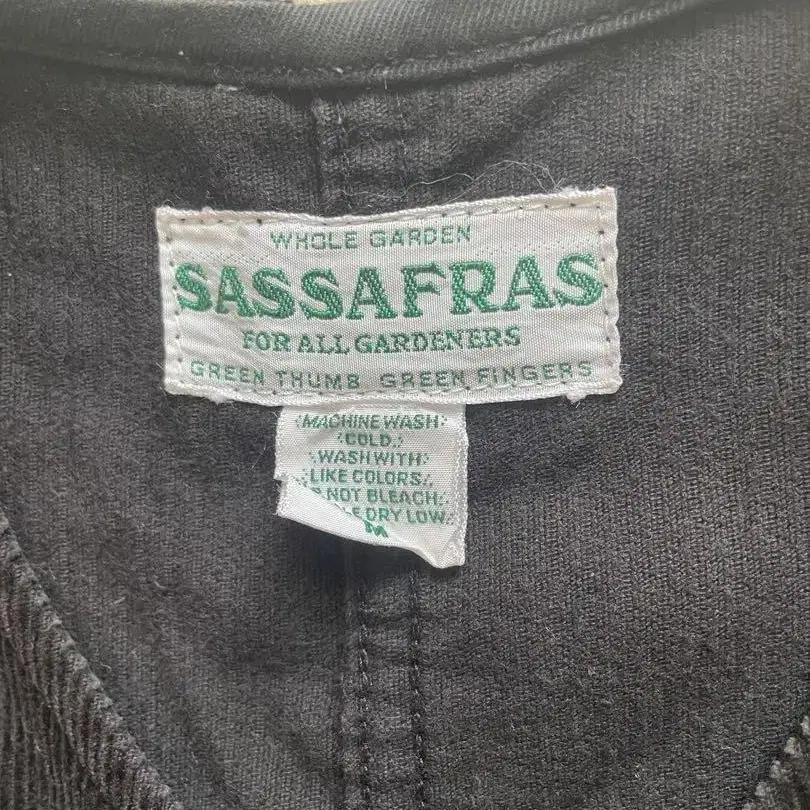 WHOLE GARDEN
SASSAFRAS
FOR ALL GARDENERS
GREEN THUMB GREEN FINGERS
MACHINE WASH
COLD.
WASH WITH
LIKE COLORS.
NOT BLEACH.
DRY LOW.
M